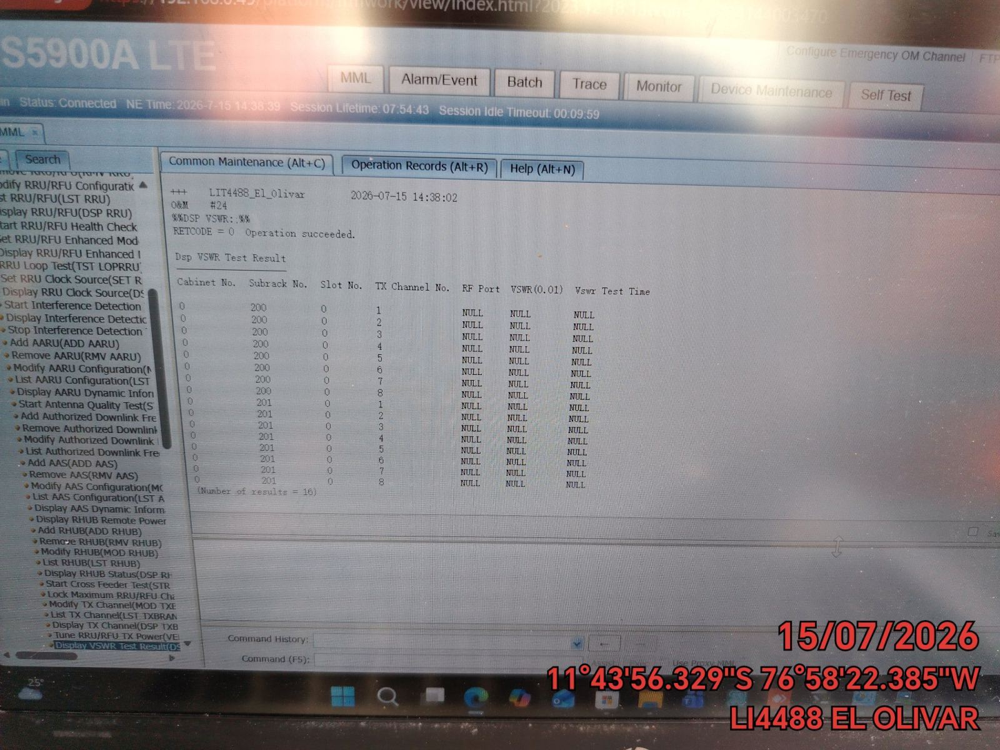 S5900A LTE
Configure Emergency OM Channel FTP
MML Alarm/Event Batch Trace Monitor Device Maintenance Self Test
in Status: Connected NE Time: 2026-7-15 14:38:39 Session Lifetime: 07:54:43 Session Idle Timeout: 00:09:59
MML
Search
Common Maintenance (Alt+C) Operation Records (Alt+R) Help (Alt+N)
odify RRU/RFU Configuratic
st RRU/RFU(LST RRU)
isplay RRU/RFU(DSP RRU)
tart RRU/RFU Health Check
Set RRU/RFU Enhanced Mod
Display RRU/RFU Enhanced I
RRU Loop Test(TST LOPRRU
Set RRU Clock Source(SET R
Display RRU Clock Source(DS
Start Interference Detection
Display Interference Detectic
Stop Interference Detection
Add AARU(ADD AARU)
Remove AARU(RMV AARU)
Modify AARU Configuration(M
List AARU Configuration(LST
Display AARU Dynamic Infon
Start Antenna Quality Test(S
Add Authorized Downlink Fre
Remove Authorized Downlink
Modify Authorized Downlink
List Authorized Downlink Fre
Add AAS(ADD AAS)
Remove AAS(RMV AAS)
Modify AAS Configuration(MO
List AAS Configuration(LST A
Display AAS Dynamic Inform
Display RHUB Remote Power
Add RHUB(ADD RHUB)
Remove RHUB(RMV RHUB)
Modify RHUB(MOD RHUB)
List RHUB(LST RHUB)
Display RHUB Status(DSP RH
Start Cross Feeder Test(STR
Lock Maximum RRU/RFU Cha
Modify TX Channel(MOD TXB
List TX Channel(LST TXBRAN
Display TX Channel(DSP TXB
Tune RRU/RFU TX Power(VE
Display VSWR Test Result(DS
+++ LIT4488_El_Olivar 2026-07-15 14:38:02
O&M #24
%%DSP VSWR:;%%
RETCODE = 0 Operation succeeded.
Dsp VSWR Test Result
Cabinet No. Subrack No. Slot No. TX Channel No. RF Port VSWR(0.01) Vswr Test Time
0 200 0 1 NULL NULL NULL
0 200 0 2 NULL NULL NULL
0 200 0 3 NULL NULL NULL
0 200 0 4 NULL NULL NULL
0 200 0 5 NULL NULL NULL
0 200 0 6 NULL NULL NULL
0 200 0 7 NULL NULL NULL
0 200 0 8 NULL NULL NULL
0 201 0 1 NULL NULL NULL
0 201 0 2 NULL NULL NULL
0 201 0 3 NULL NULL NULL
0 201 0 4 NULL NULL NULL
0 201 0 5 NULL NULL NULL
0 201 0 6 NULL NULL NULL
0 201 0 7 NULL NULL NULL
0 201 0 8 NULL NULL NULL
(Number of results = 16)
Command History:
Command (F5):
Use Proxy MML
25°
15/07/2026
11°43'56.329"S 76°58'22.385"W
LI4488 EL OLIVAR